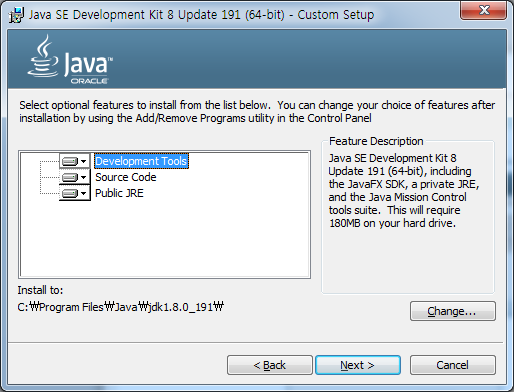 Java SE Development Kit 8 Update 191 (64-bit) - Custom Setup
Java™
ORACLE
Select optional features to install from the list below. You can change your choice of features after
installation by using the Add/Remove Programs utility in the Control Panel
Development Tools
Source Code
Public JRE
Feature Description
Java SE Development Kit 8
Update 191 (64-bit), including
the JavaFX SDK, a private JRE,
and the Java Mission Control
tools suite. This will require
180MB on your hard drive.
Install to:
C:₩Program Files₩Java₩jdk1.8.0_191₩
Change...
< Back
Next >
Cancel